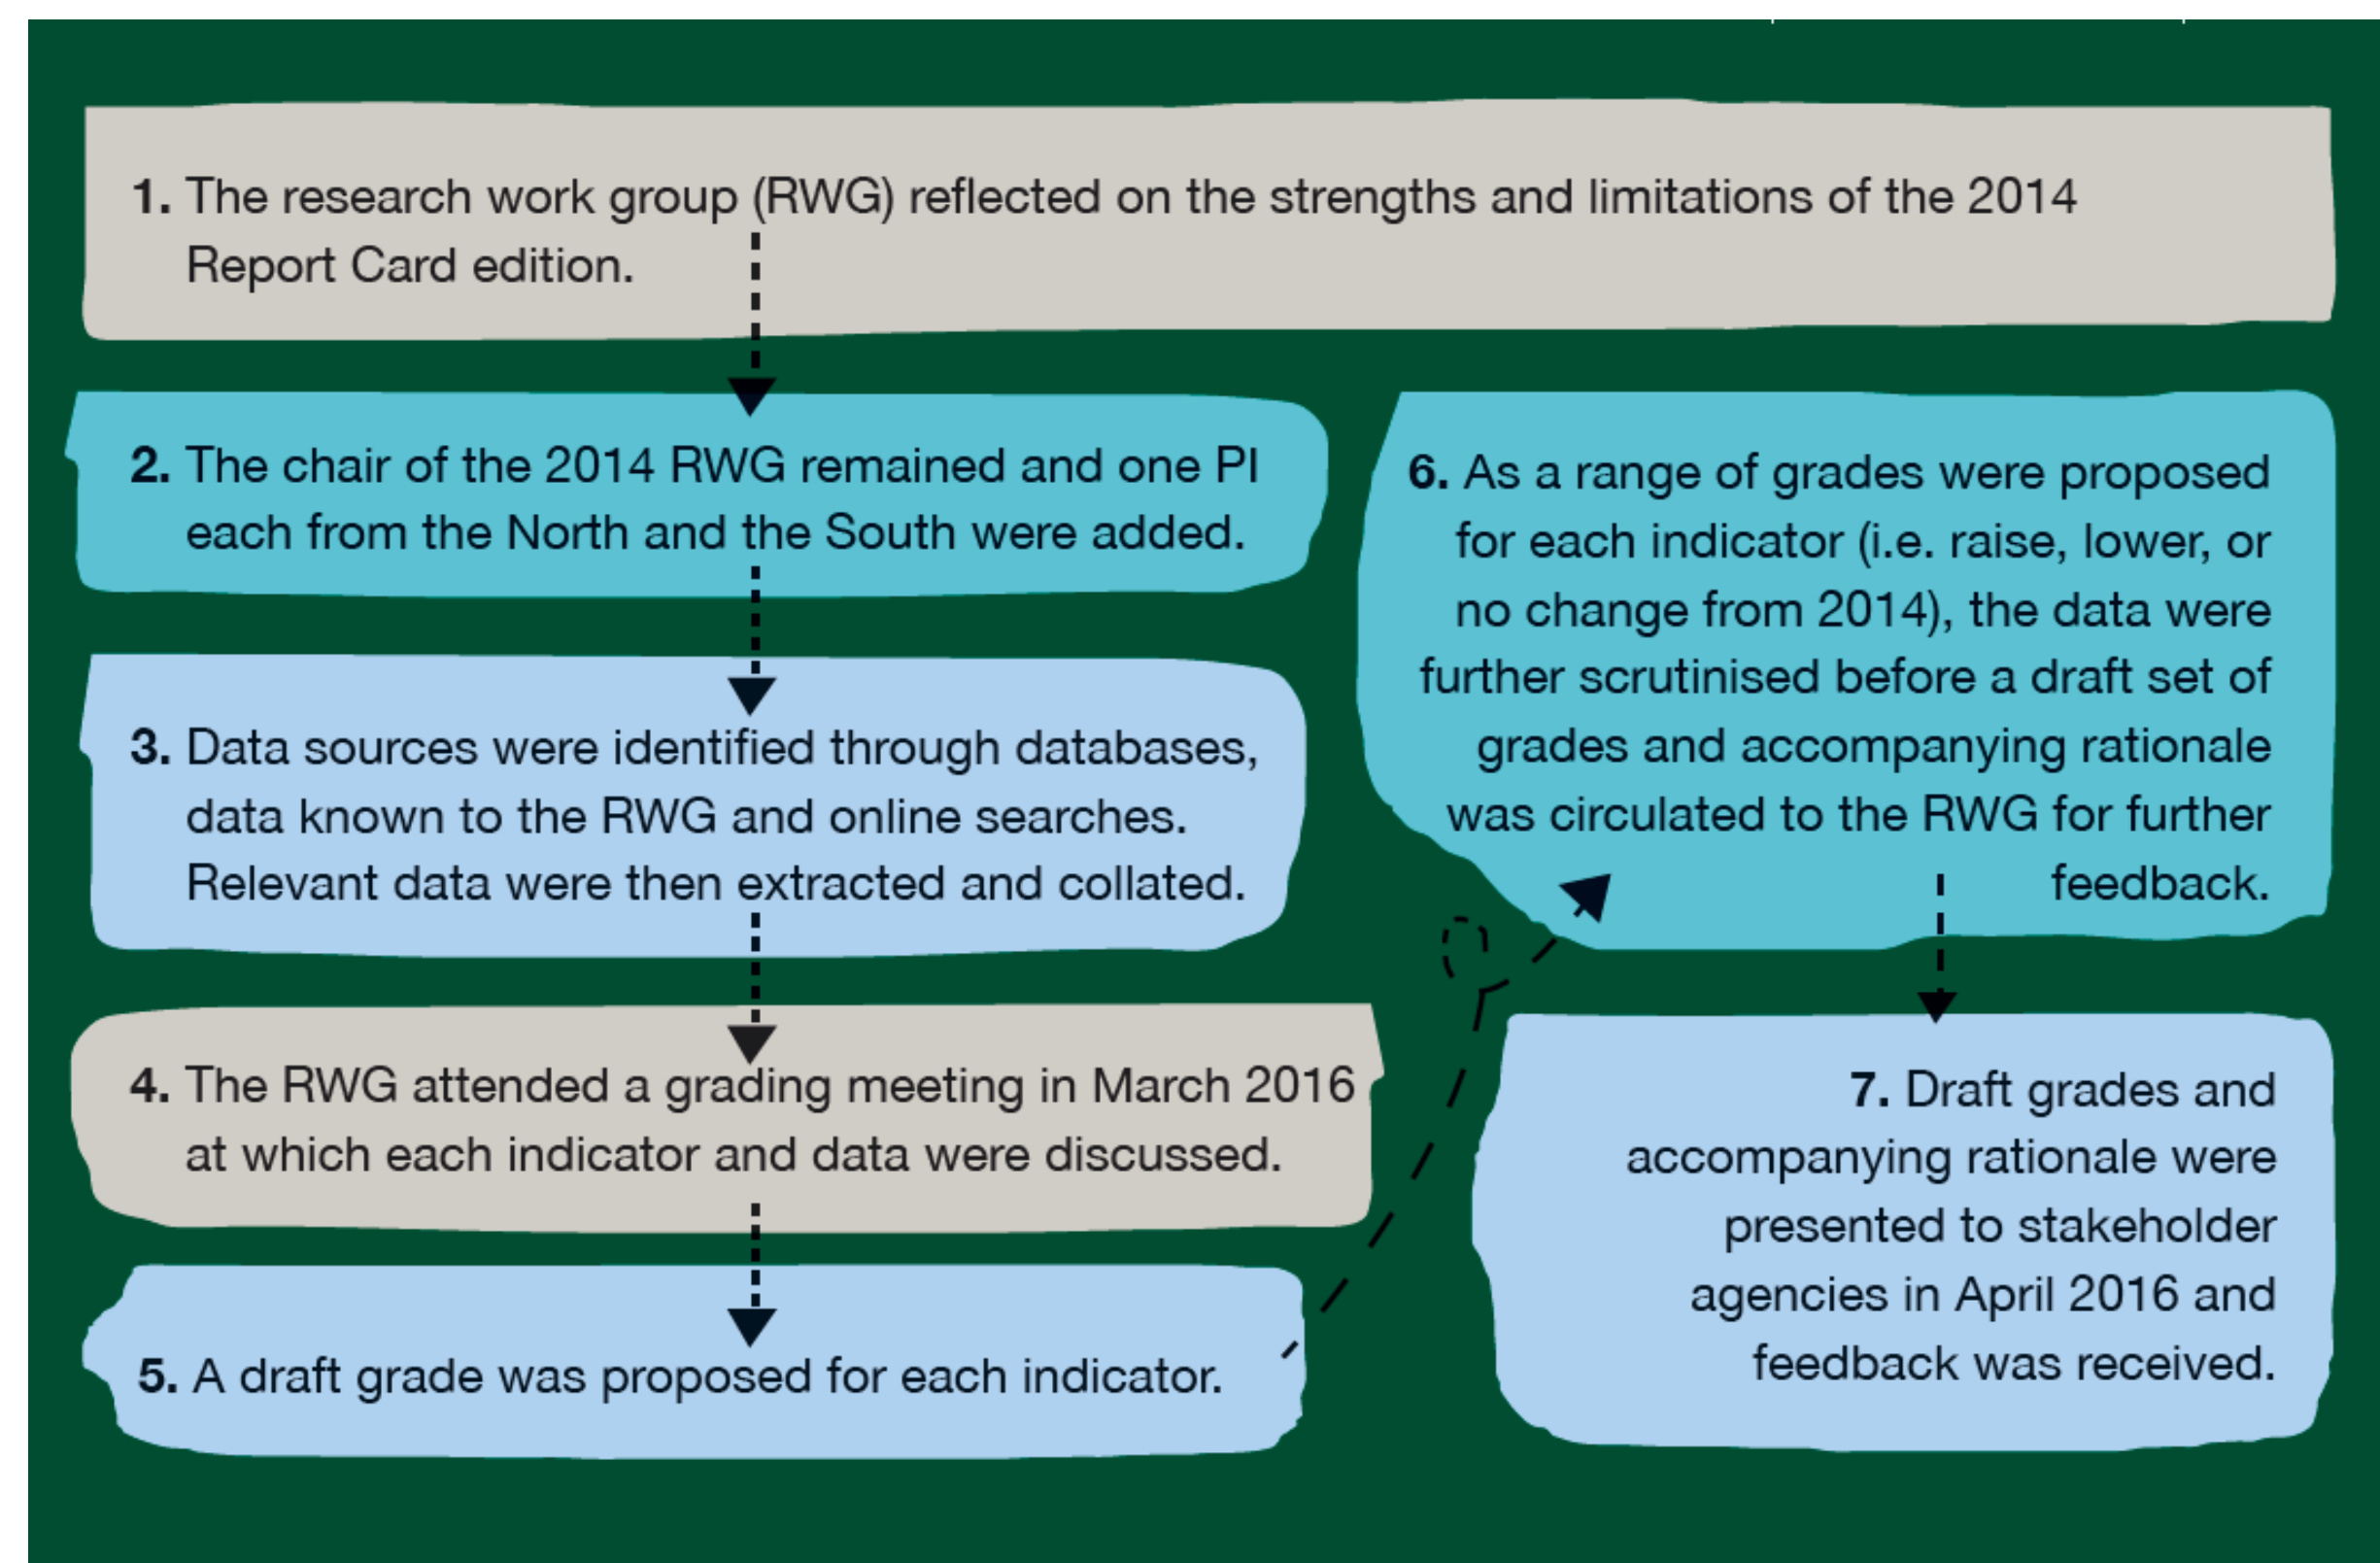 1. The research work group (RWG) reflected on the strengths and limitations of the 2014
Report Card edition.
2. The chair of the 2014 RWG remained and one PI
each from the North and the South were added.
3. Data sources were identified through databases,
data known to the RWG and online searches.
Relevant data were then extracted and collated.
4. The RWG attended a grading meeting in March 2016
at which each indicator and data were discussed.
5. A draft grade was proposed for each indicator.
6. As a range of grades were proposed
for each indicator (i.e. raise, lower, or
no change from 2014), the data were
further scrutinised before a draft set of
grades and accompanying rationale
was circulated to the RWG for further
feedback.
7. Draft grades and
accompanying rationale were
presented to stakeholder
agencies in April 2016 and
feedback was received.